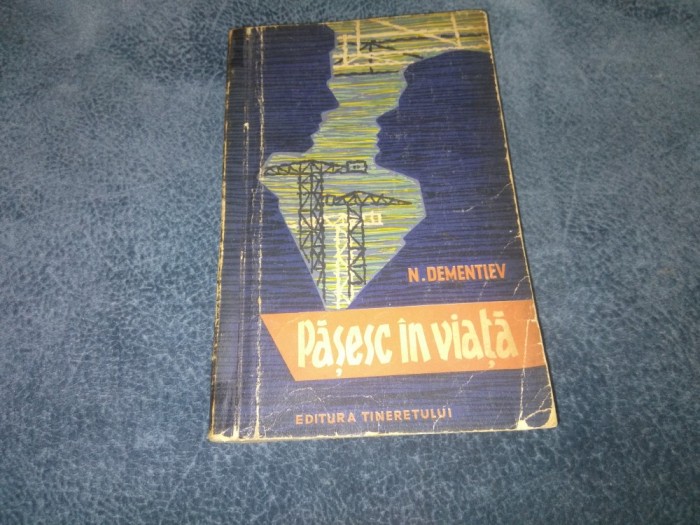 N. DEMENTIEV
Pășesc în viață
EDITURA TINERETULUI